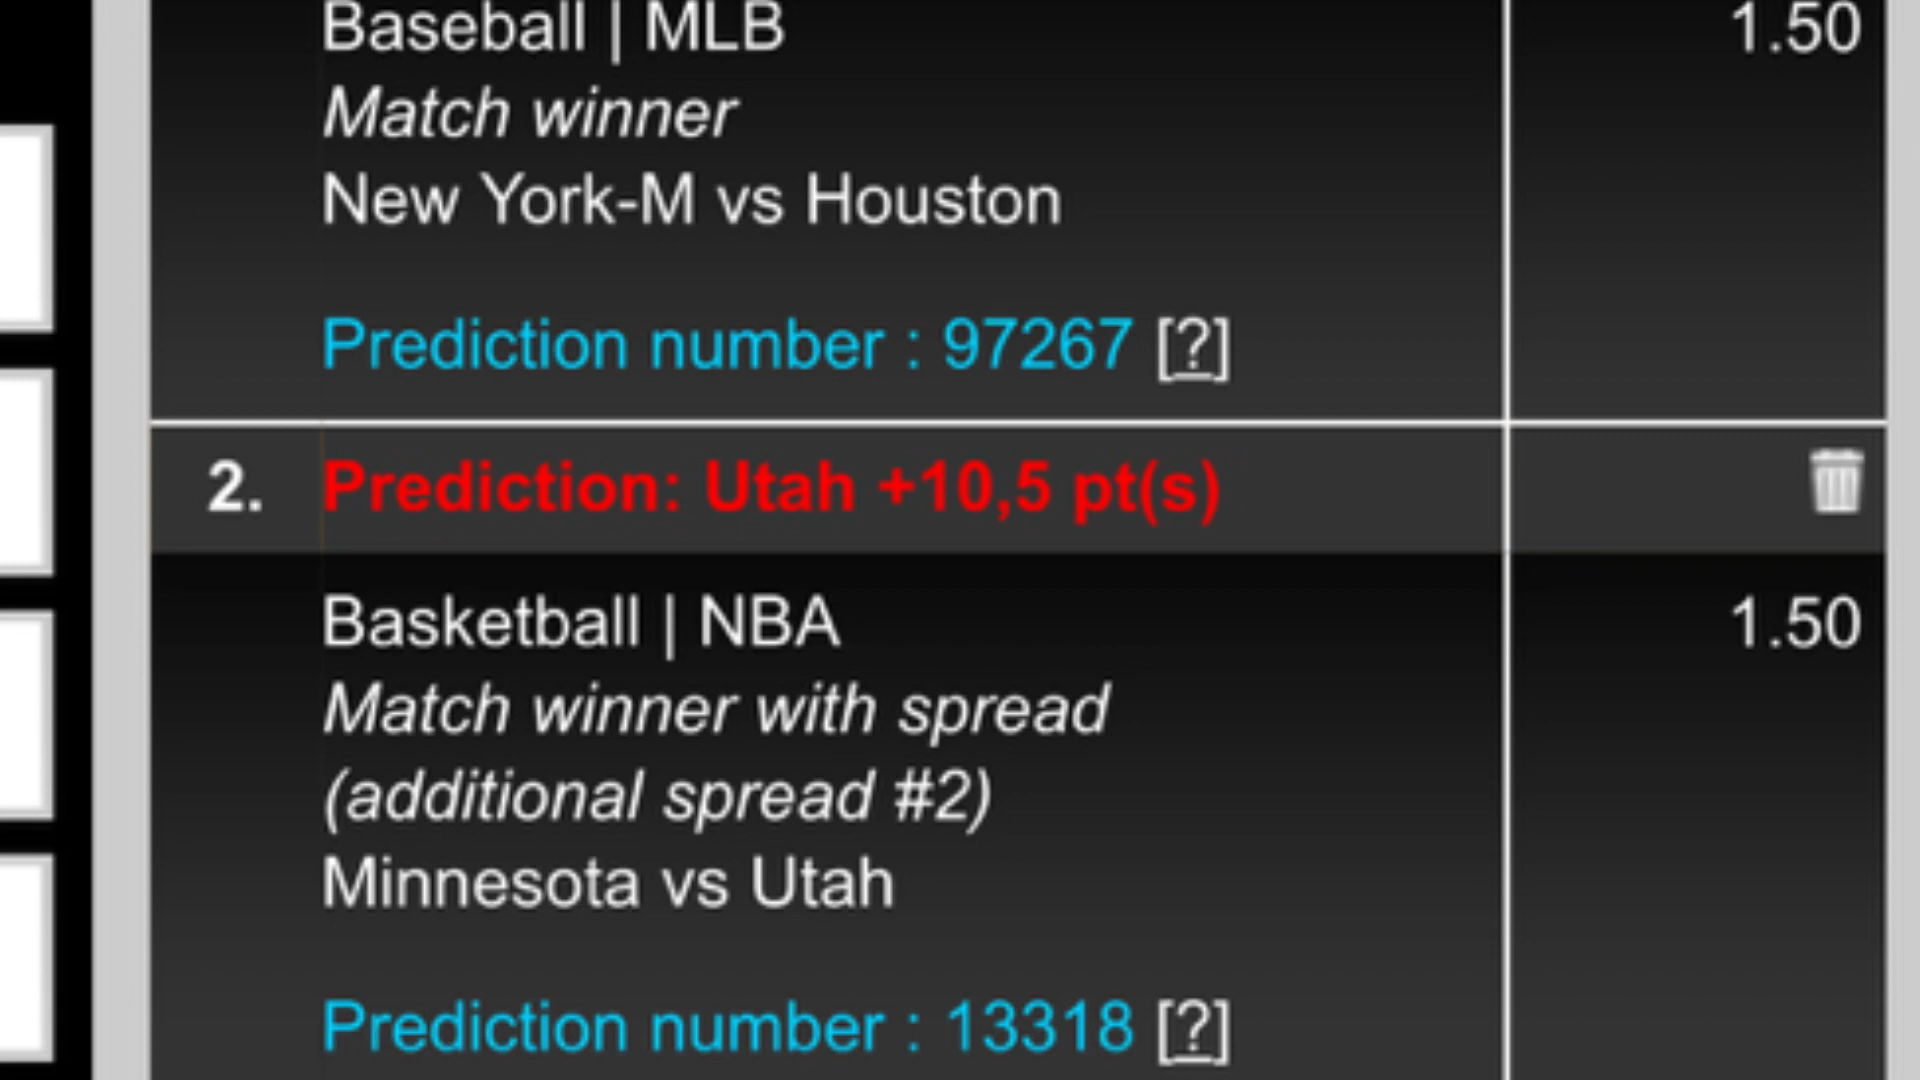 Baseball | MLB 1.50
Match winner
New York-M vs Houston
Prediction number : 97267 [?]
2. Prediction: Utah +10,5 pt(s)
Basketball | NBA 1.50
Match winner with spread
(additional spread #2)
Minnesota vs Utah
Prediction number : 13318 [?]